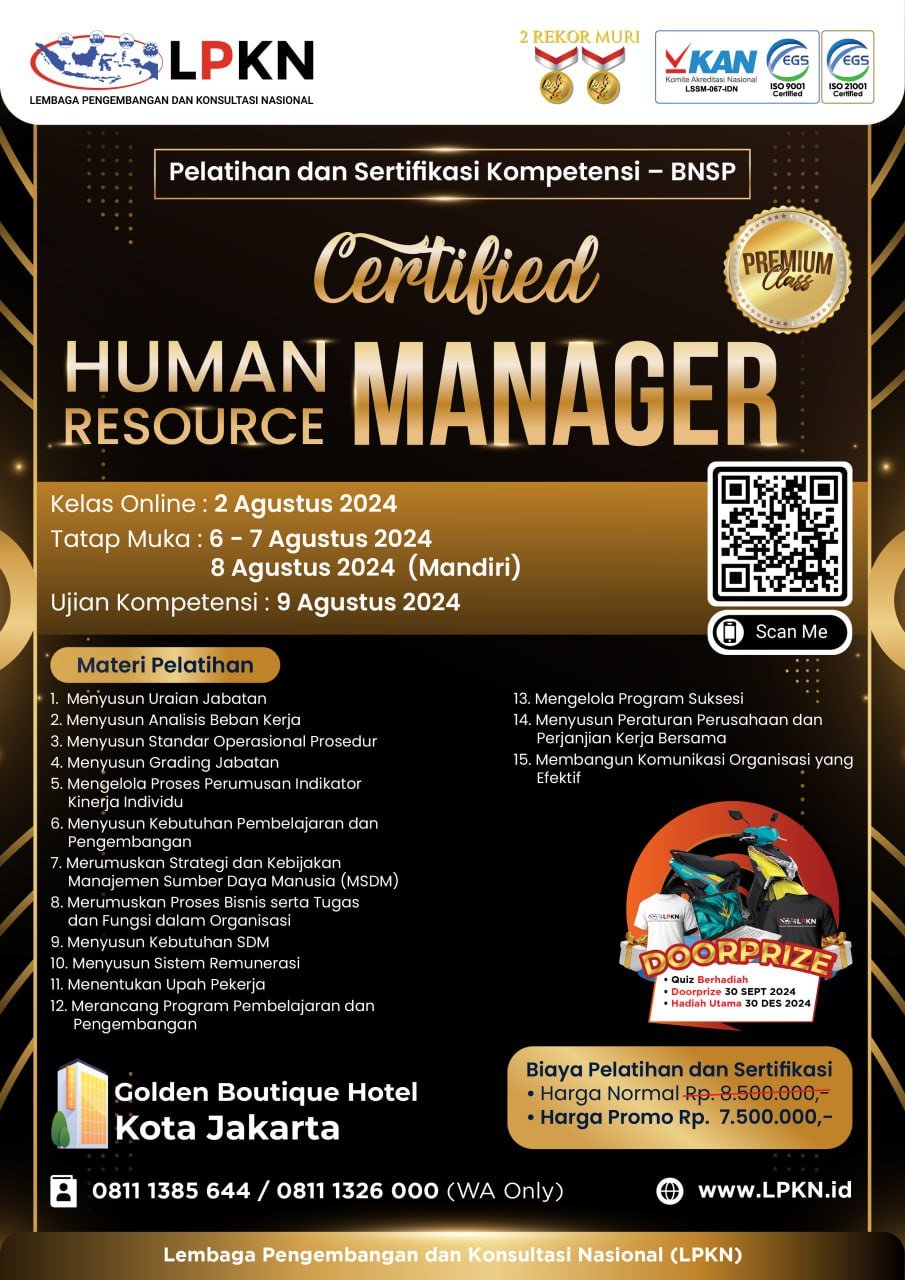 LPKN
LEMBAGA PENGEMBANGAN DAN KONSULTASI NASIONAL
2 REKOR MURI
KAN
Komite Akreditasi Nasional
LSSM-067-IDN
EGS
ISO 9001
Certified
EGS
ISO 21001
Certified
Pelatihan dan Sertifikasi Kompetensi – BNSP
Certified
PREMIUM
Class
HUMAN
RESOURCE
MANAGER
Kelas Online : 2 Agustus 2024
Tatap Muka : 6 - 7 Agustus 2024
8 Agustus 2024 (Mandiri)
Ujian Kompetensi : 9 Agustus 2024
Scan Me
Materi Pelatihan
1. Menyusun Uraian Jabatan
2. Menyusun Analisis Beban Kerja
3. Menyusun Standar Operasional Prosedur
4. Menyusun Grading Jabatan
5. Mengelola Proses Perumusan Indikator
Kinerja Individu
6. Menyusun Kebutuhan Pembelajaran dan
Pengembangan
7. Merumuskan Strategi dan Kebijakan
Manajemen Sumber Daya Manusia (MSDM)
8. Merumuskan Proses Bisnis serta Tugas
dan Fungsi dalam Organisasi
9. Menyusun Kebutuhan SDM
10. Menyusun Sistem Remunerasi
11. Menentukan Upah Pekerja
12. Merancang Program Pembelajaran dan
Pengembangan
13. Mengelola Program Suksesi
14. Menyusun Peraturan Perusahaan dan
Perjanjian Kerja Bersama
15. Membangun Komunikasi Organisasi yang
Efektif
LPKN
LPKN
DOORPRIZE
• Quiz Berhadiah
• Doorprize 30 SEPT 2024
• Hadiah Utama 30 DES 2024
Golden Boutique Hotel
Kota Jakarta
Biaya Pelatihan dan Sertifikasi
• Harga Normal Rp. 8.500.000,-
• Harga Promo Rp. 7.500.000,-
0811 1385 644 / 0811 1326 000 (WA Only)
www.LPKN.id
Lembaga Pengembangan dan Konsultasi Nasional (LPKN)